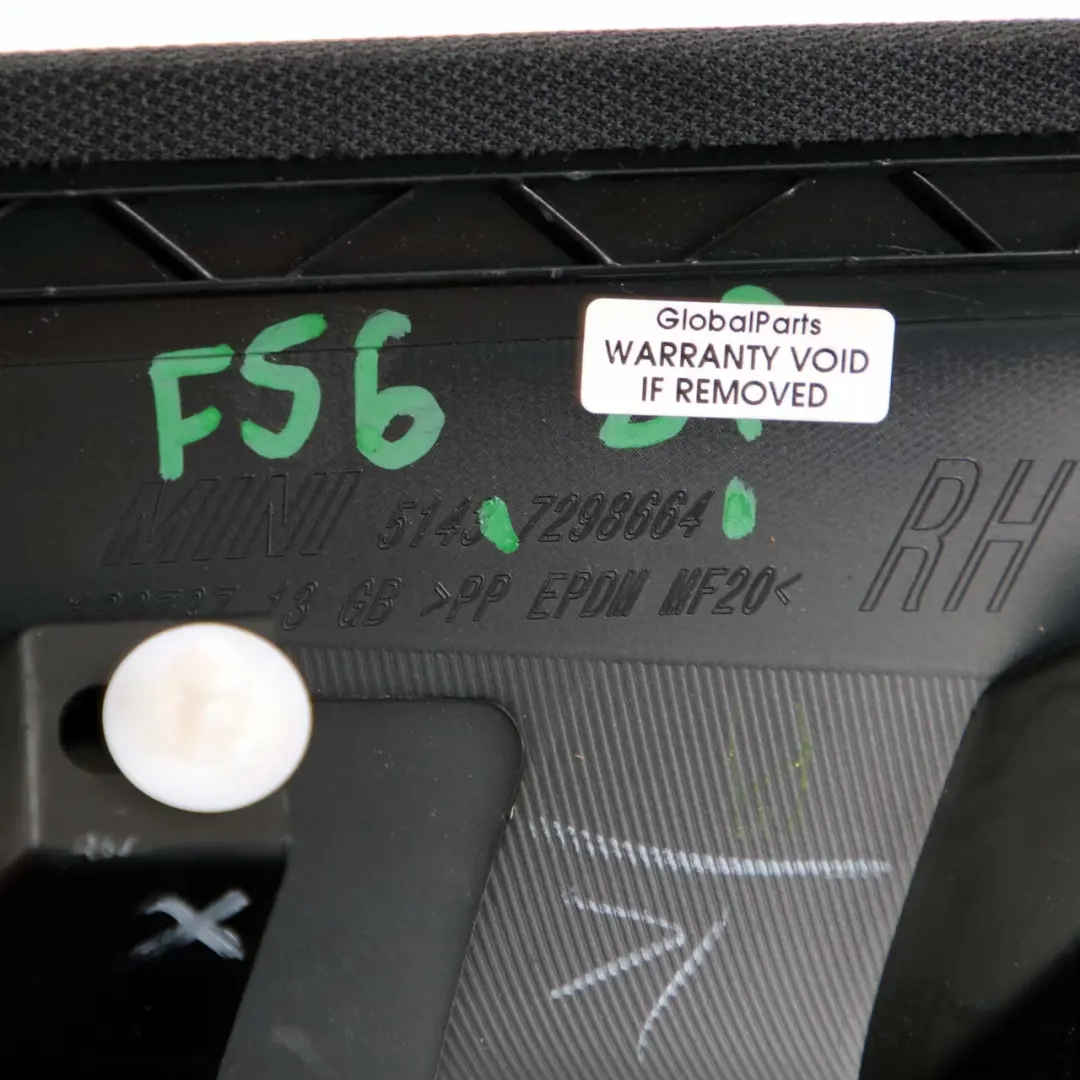 GlobalParts
WARRANTY VOID
IF REMOVED
F56
MINI 5143 7298664 RH
13 GB >PP EPDM MF20<
X